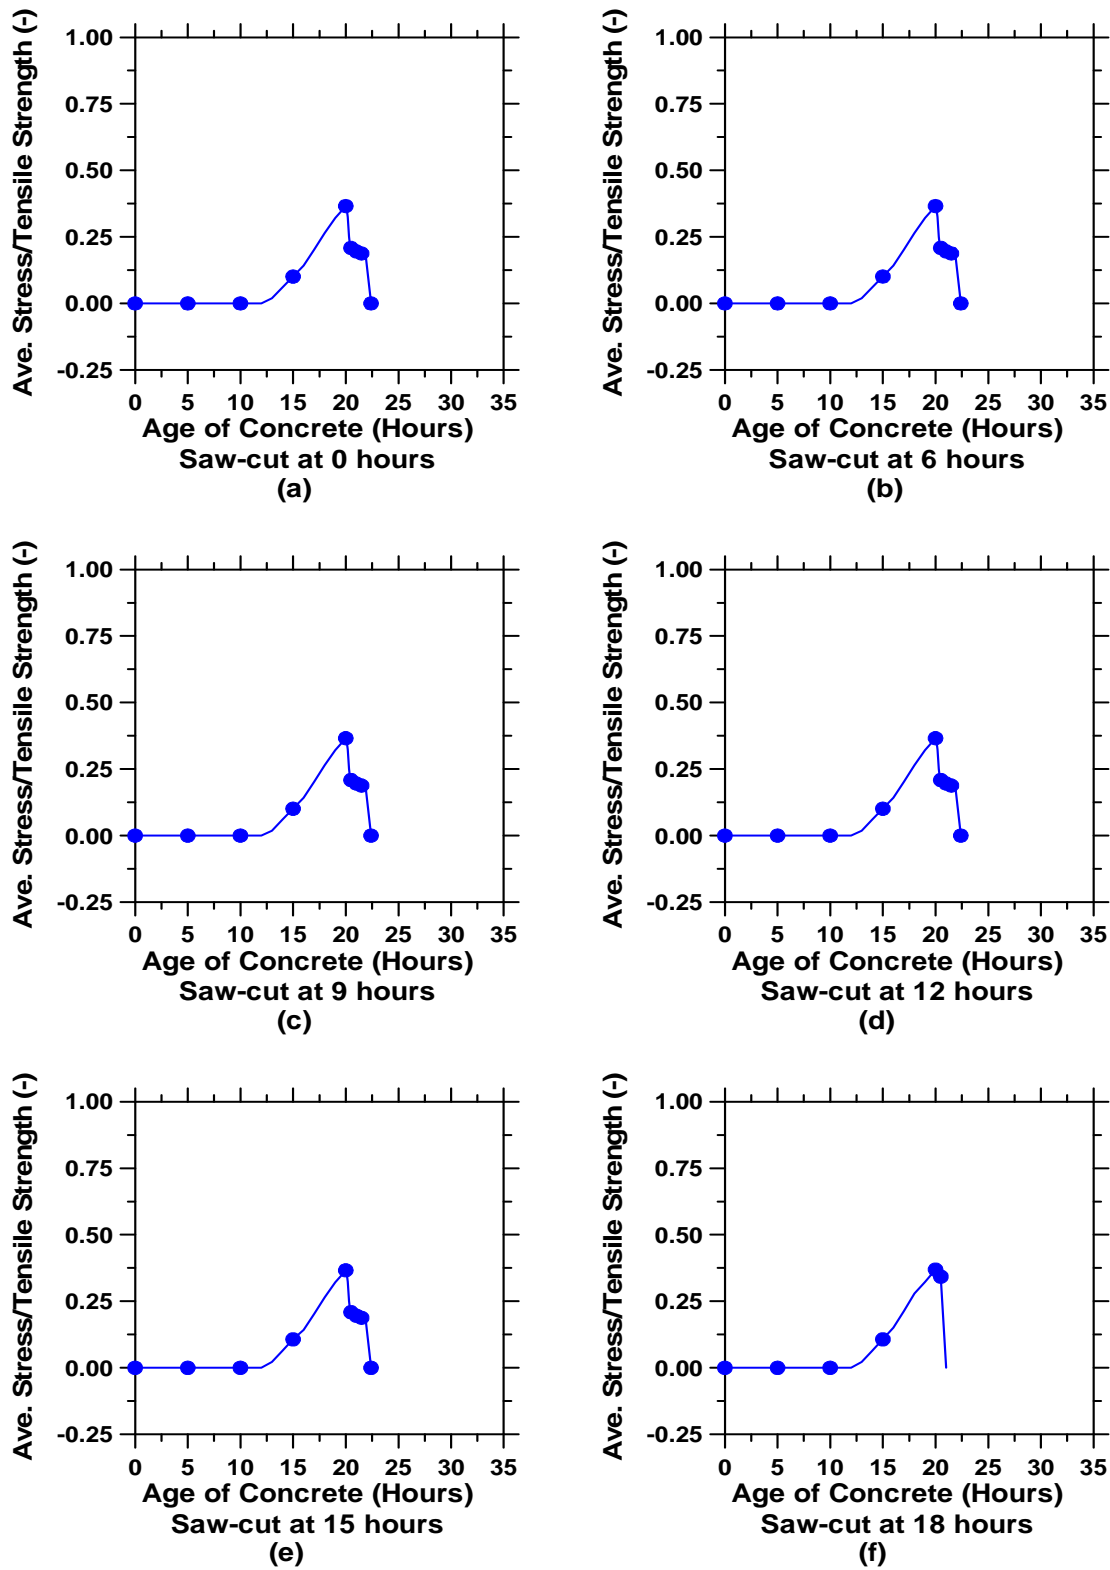 Ave. Stress/Tensile Strength (-)
1.00
0.75
0.50
0.25
0.00
-0.25
0 5 10 15 20 25 30 35
Age of Concrete (Hours)
Saw-cut at 0 hours
(a)
Ave. Stress/Tensile Strength (-)
1.00
0.75
0.50
0.25
0.00
-0.25
0 5 10 15 20 25 30 35
Age of Concrete (Hours)
Saw-cut at 6 hours
(b)
Ave. Stress/Tensile Strength (-)
1.00
0.75
0.50
0.25
0.00
-0.25
0 5 10 15 20 25 30 35
Age of Concrete (Hours)
Saw-cut at 9 hours
(c)
Ave. Stress/Tensile Strength (-)
1.00
0.75
0.50
0.25
0.00
-0.25
0 5 10 15 20 25 30 35
Age of Concrete (Hours)
Saw-cut at 12 hours
(d)
Ave. Stress/Tensile Strength (-)
1.00
0.75
0.50
0.25
0.00
-0.25
0 5 10 15 20 25 30 35
Age of Concrete (Hours)
Saw-cut at 15 hours
(e)
Ave. Stress/Tensile Strength (-)
1.00
0.75
0.50
0.25
0.00
-0.25
0 5 10 15 20 25 30 35
Age of Concrete (Hours)
Saw-cut at 18 hours
(f)